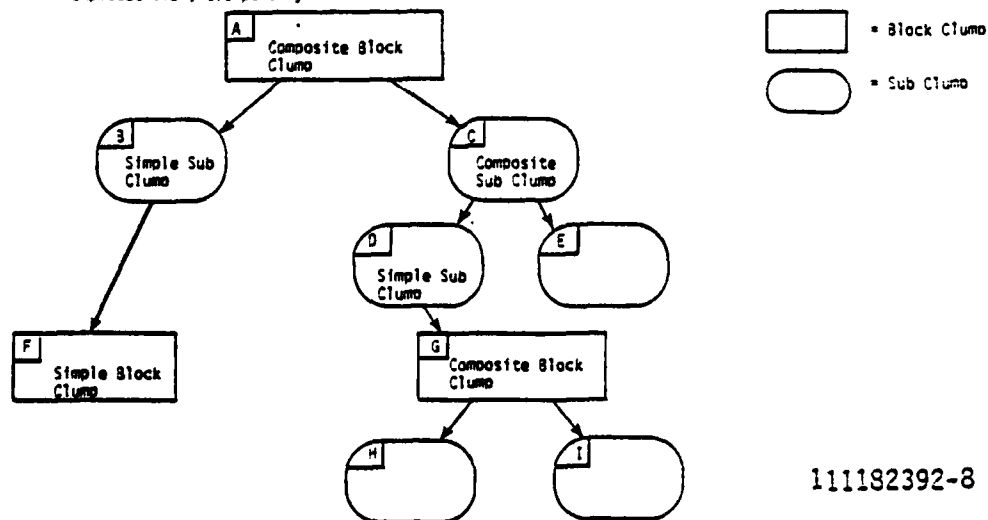 A
Composite Block
Clump
= Block Clump
= Sub Clump
B
Simple Sub
Clump
C
Composite
Sub Clump
D
Simple Sub
Clump
E
F
Simple Block
Clump
G
Composite Block
Clump
H
I
111182392-8